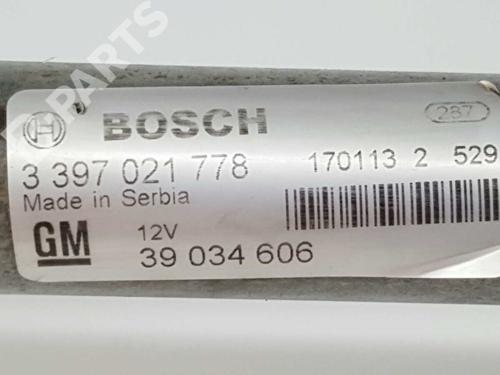 B-PARTS
BOSCH
287
3 397 021 778
170113 2 529
Made in Serbia
GM
12V
39 034 606